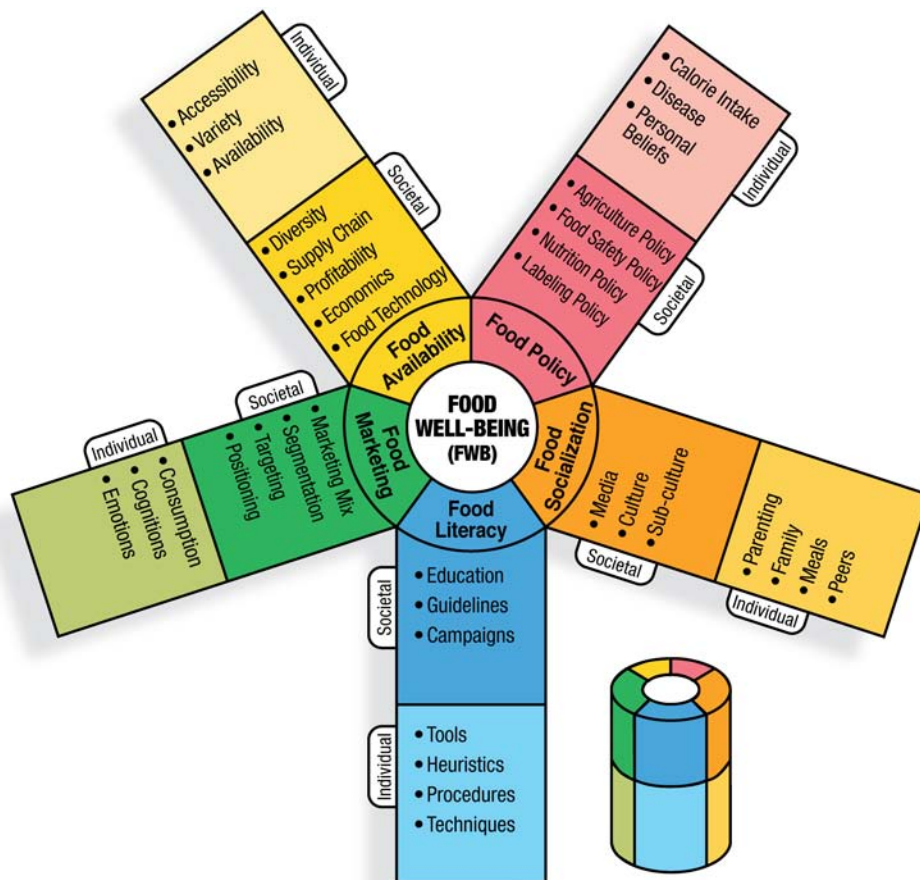 FOOD
WELL-BEING
(FWB)
Food
Availability
Societal
• Diversity
• Supply Chain
• Profitability
• Economics
• Food Technology
Individual
• Accessibility
• Variety
• Availability
Food Policy
Societal
• Agriculture Policy
• Food Safety Policy
• Nutrition Policy
• Labeling Policy
Individual
• Calorie Intake
• Disease
• Personal
Beliefs
Food
Socialization
Societal
• Media
• Culture
• Sub-culture
Individual
• Parenting
• Family
• Meals
• Peers
Food
Literacy
Societal
• Education
• Guidelines
• Campaigns
Individual
• Tools
• Heuristics
• Procedures
• Techniques
Food
Marketing
Societal
• Positioning
• Targeting
• Segmentation
• Marketing Mix
Individual
• Emotions
• Cognitions
• Consumption